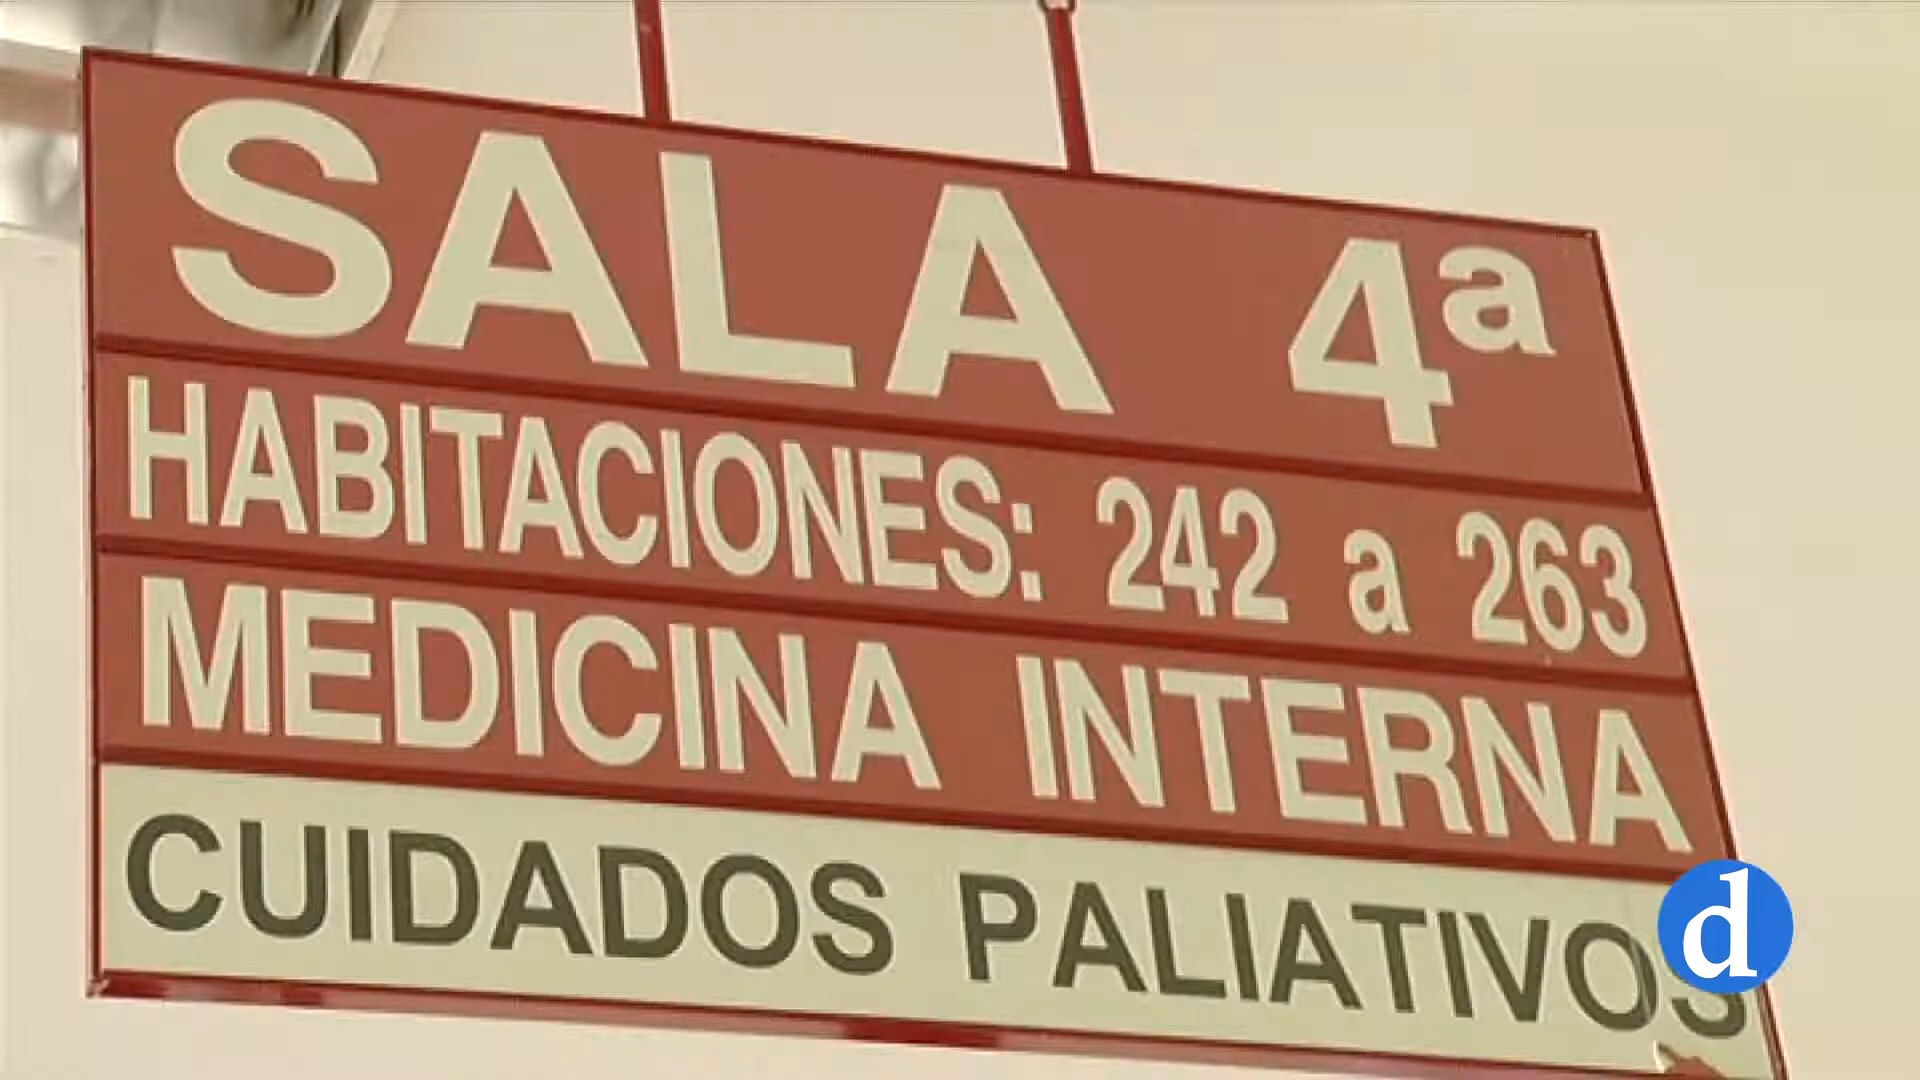 SALA 4ª
HABITACIONES: 242 a 263
MEDICINA INTERNA
CUIDADOS PALIATIVOS
d